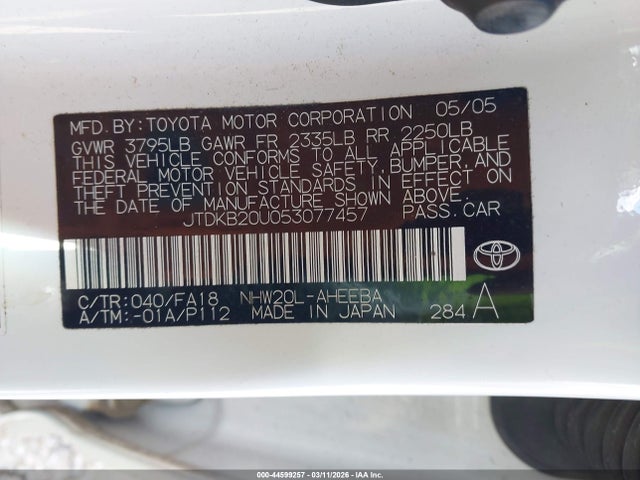 MFD.BY:TOYOTA MOTOR CORPORATION 05/05
GVWR 3795LB GAWR FR 2335LB RR 2250LB
THIS VEHICLE CONFORMS TO ALL APPLICABLE
FEDERAL MOTOR VEHICLE SAFETY,BUMPER,AND
THEFT PREVENTION STANDARDS IN EFFECT ON
THE DATE OF MANUFACTURE SHOWN ABOVE.
JTDKB20U053077457 PASS.CAR
C/TR:040/FA18 NHW20L-AHEEBA
A/TM:-01A/P112 MADE IN JAPAN 284 A
000-44599257 - 03/11/2026 - IAA Inc.